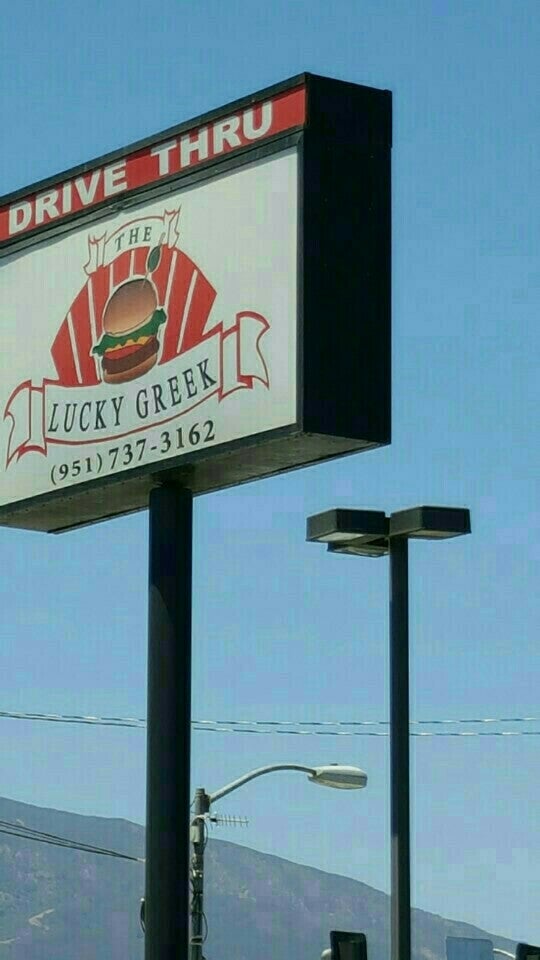 DRIVE THRU
THE
LUCKY GREEK
(951) 737-3162